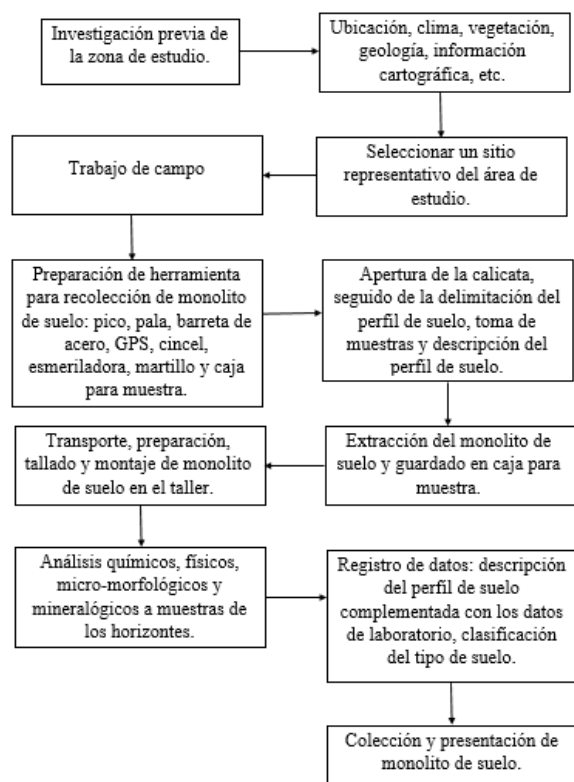 Investigación previa de
la zona de estudio.
Ubicación, clima, vegetación,
geología, información
cartográfica, etc.
Seleccionar un sitio
representativo del área de
estudio.
Trabajo de campo
Preparación de herramienta
para recolección de monolito
de suelo: pico, pala, barreta de
acero, GPS, cincel,
esmeriladora, martillo y caja
para muestra.
Apertura de la calicata,
seguido de la delimitación del
perfil de suelo, toma de
muestras y descripción del
perfil de suelo.
Extracción del monolito de
suelo y guardado en caja para
muestra.
Transporte, preparación,
tallado y montaje de monolito
de suelo en el taller.
Análisis químicos, físicos,
micro-morfológicos y
mineralógicos a muestras de
los horizontes.
Registro de datos: descripción
del perfil de suelo
complementada con los datos
de laboratorio, clasificación
del tipo de suelo.
Colección y presentación de
monolito de suelo.